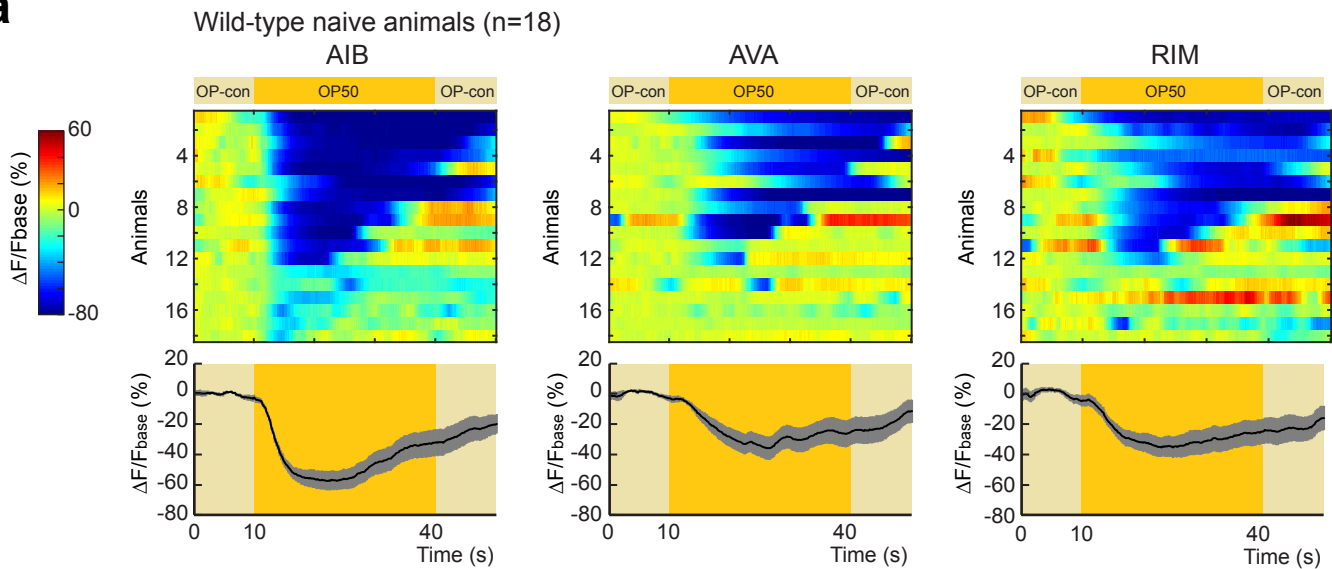 a
Wild-type naive animals (n=18)
AIB
AVA
RIM
OP-con OP50 OP-con
OP-con OP50 OP-con
OP-con OP50 OP-con
ΔF/Fbase (%)
60
0
-80
Animals
4
8
12
16
Animals
4
8
12
16
Animals
4
8
12
16
ΔF/Fbase (%)
20
0
-20
-40
-60
-80
0 10 40
Time (s)
ΔF/Fbase (%)
20
0
-20
-40
-60
-80
0 10 40
Time (s)
ΔF/Fbase (%)
20
0
-20
-40
-60
-80
0 10 40
Time (s)